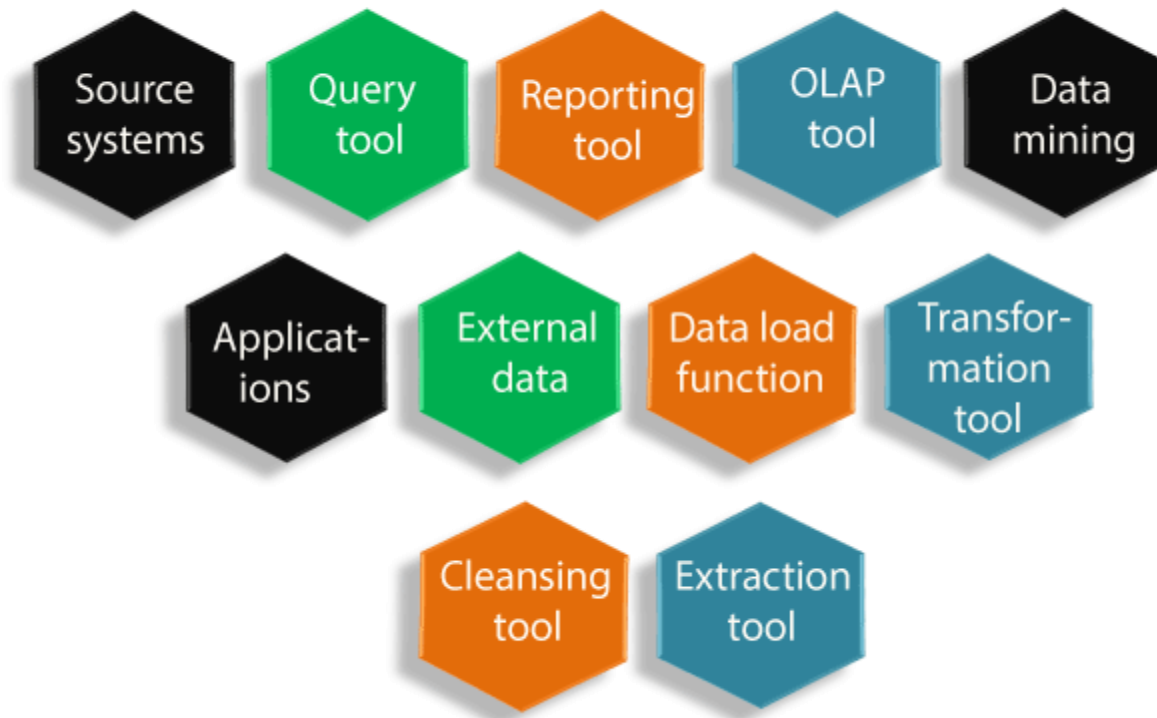 Source
systems
Query
tool
Reporting
tool
OLAP
tool
Data
mining
Applicat-
ions
External
data
Data load
function
Transfor-
mation
tool
Cleansing
tool
Extraction
tool